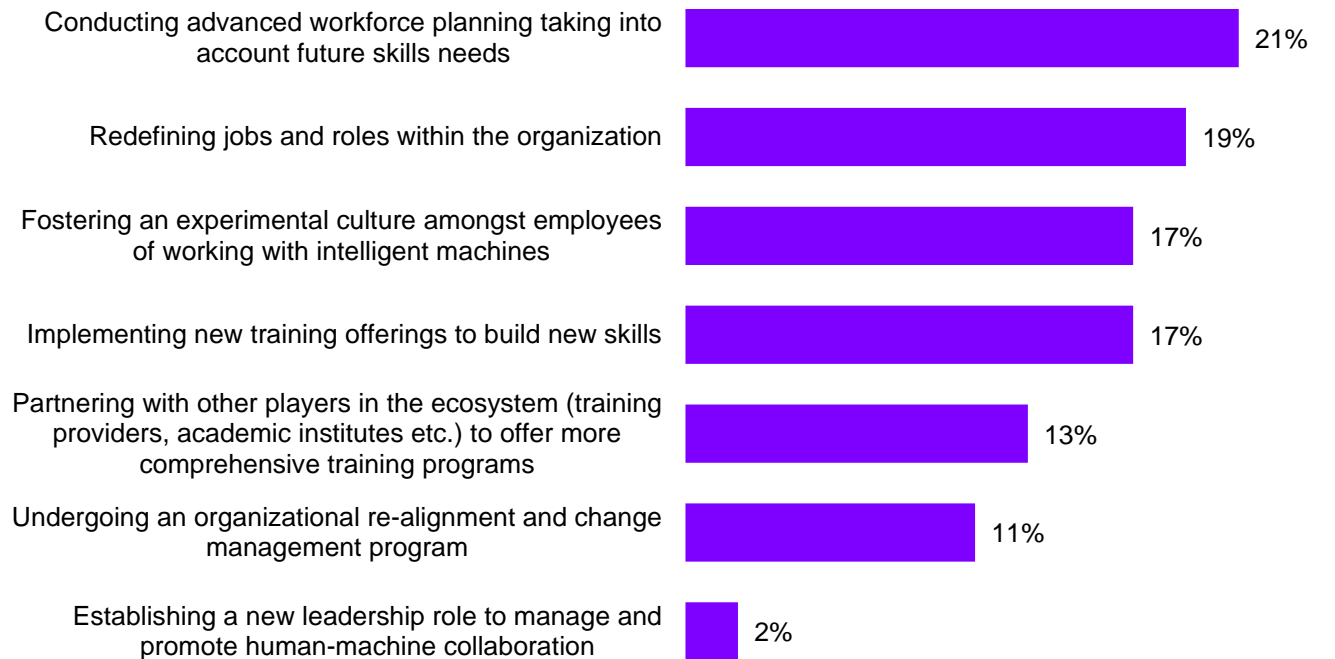 Conducting advanced workforce planning taking into
account future skills needs
21%
Redefining jobs and roles within the organization
19%
Fostering an experimental culture amongst employees
of working with intelligent machines
17%
Implementing new training offerings to build new skills
17%
Partnering with other players in the ecosystem (training
providers, academic institutes etc.) to offer more
comprehensive training programs
13%
Undergoing an organizational re-alignment and change
management program
11%
Establishing a new leadership role to manage and
promote human-machine collaboration
2%